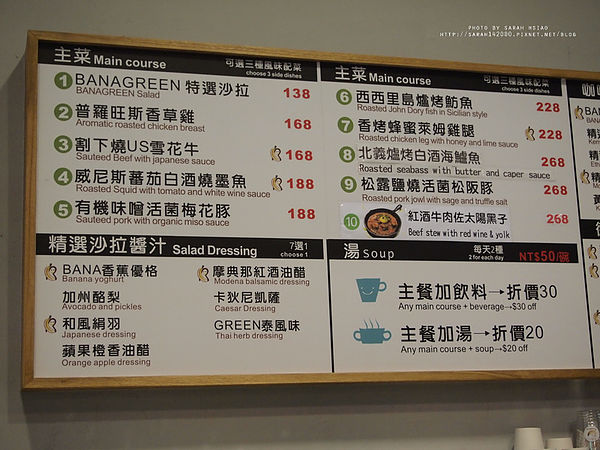 PHOTO BY SARAH HSIAO
HTTP://SARAH142080.PIXNET.NET/BLOG
主菜 Main course
可選三種風味配菜
choose 3 side dishes
1 BANAGREEN 特選沙拉 138
BANAGREEN Salad
2 普羅旺斯香草雞 168
Aromatic roasted chicken breast
3 割下燒US雪花牛 168
Sauteed Beef with japanese sauce
4 威尼斯蕃茄白酒燒墨魚 188
Roasted Squid with tomato and white wine sauce
5 有機味噌活菌梅花豚 188
Sauteed pork with organic miso sauce
精選沙拉醬汁 Salad Dressing
7選1
choose 1
BANA香蕉優格
Banana yoghurt
加州酪梨
Avocado and pickles
和風絹羽
Japanese dressing
蘋果橙香油醋
Orange apple dressing
摩典那紅酒油醋
Modena balsamic dressing
卡狄尼凱薩
Caesar Dressing
GREEN泰風味
Thai herb dressing
主菜 Main course
可選三種風味配菜
choose 3 side dishes
6 西西里島爐烤魴魚 228
Roasted John Dory fish in Sicilian style
7 香烤蜂蜜萊姆雞腿 228
Roasted chicken leg with honey and lime sauce
8 北義爐烤白酒海鱸魚 268
Roasted seabass with butter and caper sauce
9 松露鹽燒活菌松阪豚 268
Roasted pork jowl with sage and truffle salt
10 紅酒牛肉佐太陽黑子 268
Beef stew with red wine & yolk
湯 Soup
每天2種
2 for each day
NT$50/碗
主餐加飲料→折價30
Any main course + beverage→$30 off
主餐加湯→折價20
Any main course + soup→$20 off
BANA